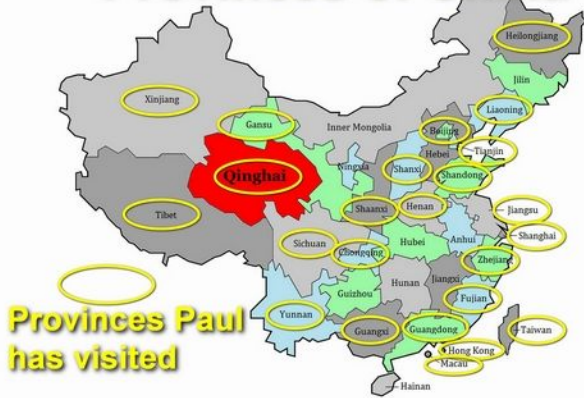 Heilongjiang
Jilin
Xinjiang
Liaoning
Gansu
Inner Mongolia
Beijing
Hebei
Tianjin
Qinghai
Ningxia
Shanxi
Shandong
Tibet
Shaanxi
Henan
Jiangsu
Sichuan
Chongqing
Hubei
Anhui
Shanghai
Zhejiang
Guizhou
Hunan
Jiangxi
Yunnan
Fujian
Guangxi
Guangdong
Taiwan
Hong Kong
Macau
Hainan
Provinces Paul
has visited